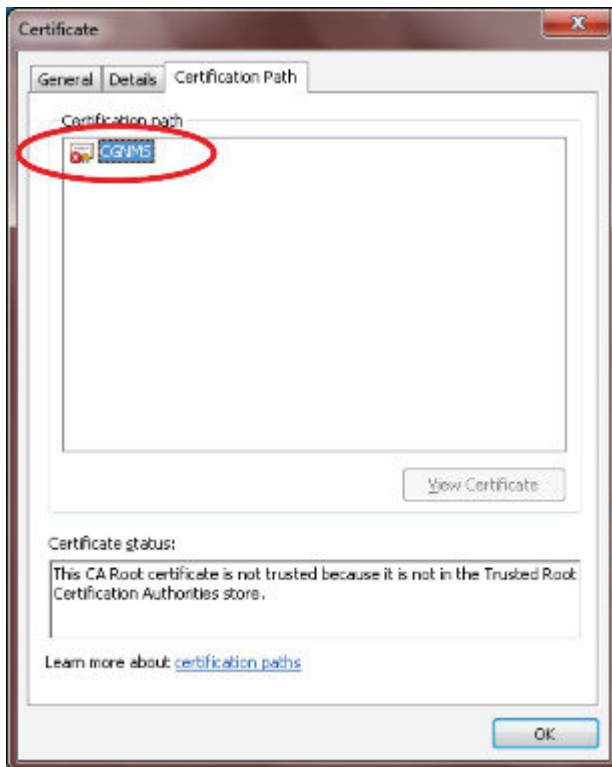 Certificate
General
Details
Certification Path
Certification path
CGNMS
View Certificate
Certificate status:
This CA Root certificate is not trusted because it is not in the Trusted Root
Certification Authorities store.
Learn more about certification paths
OK